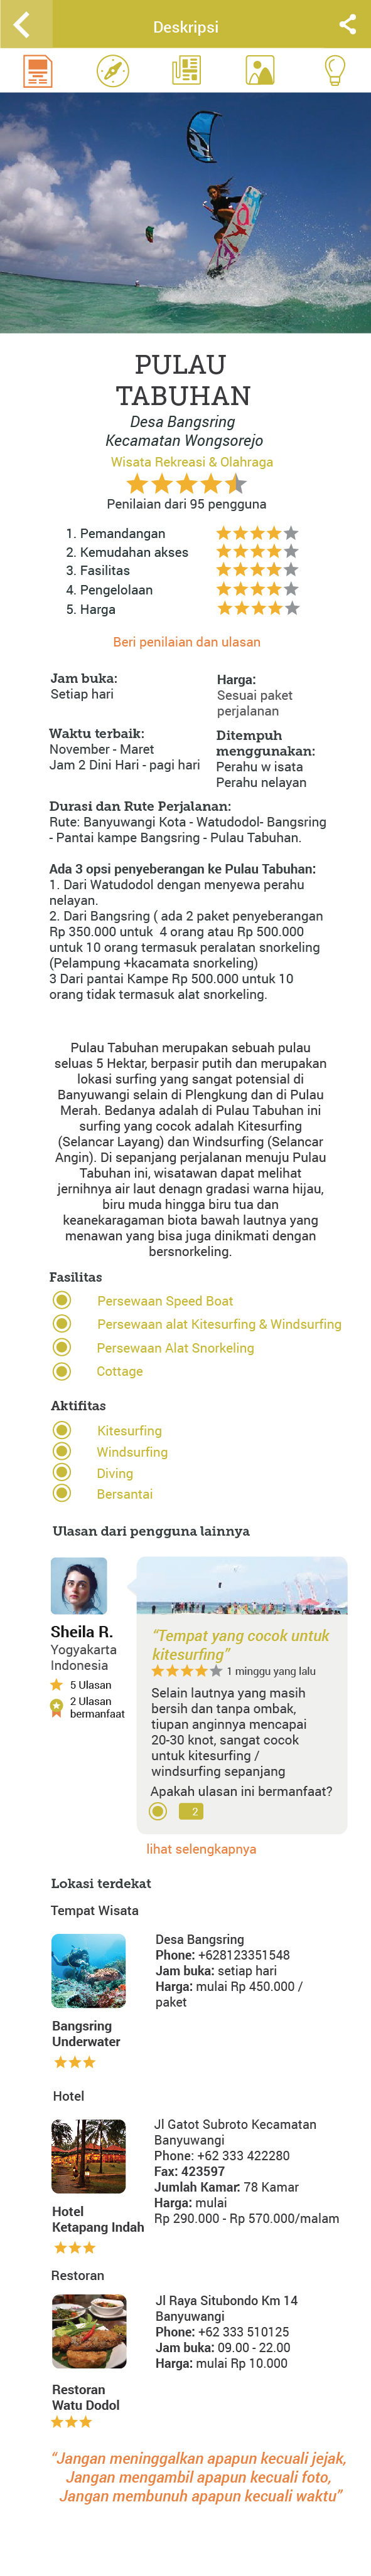 Deskripsi
PULAU
TABUHAN
Desa Bangsring
Kecamatan Wongsorejo
Wisata Rekreasi & Olahraga
Penilaian dari 95 pengguna
1. Pemandangan
2. Kemudahan akses
3. Fasilitas
4. Pengelolaan
5. Harga
Beri penilaian dan ulasan
Jam buka:
Setiap hari
Harga:
Sesuai paket
perjalanan
Waktu terbaik:
November - Maret
Jam 2 Dini Hari - pagi hari
Ditempuh
menggunakan:
Perahu w isata
Perahu nelayan
Durasi dan Rute Perjalanan:
Rute: Banyuwangi Kota - Watudodol- Bangsring
- Pantai kampe Bangsring - Pulau Tabuhan.
Ada 3 opsi penyeberangan ke Pulau Tabuhan:
1. Dari Watudodol dengan menyewa perahu
nelayan.
2. Dari Bangsring ( ada 2 paket penyeberangan
Rp 350.000 untuk  4 orang atau Rp 500.000
untuk 10 orang termasuk peralatan snorkeling
(Pelampung +kacamata snorkeling)
3 Dari pantai Kampe Rp 500.000 untuk 10
orang tidak termasuk alat snorkeling.
Pulau Tabuhan merupakan sebuah pulau
seluas 5 Hektar, berpasir putih dan merupakan
lokasi surfing yang sangat potensial di
Banyuwangi selain di Plengkung dan di Pulau
Merah. Bedanya adalah di Pulau Tabuhan ini
surfing yang cocok adalah Kitesurfing
(Selancar Layang) dan Windsurfing (Selancar
Angin). Di sepanjang perjalanan menuju Pulau
Tabuhan ini, wisatawan dapat melihat
jernihnya air laut denagn gradasi warna hijau,
biru muda hingga biru tua dan
keanekaragaman biota bawah lautnya yang
menawan yang bisa juga dinikmati dengan
bersnorkeling.
Fasilitas
Persewaan Speed Boat
Persewaan alat Kitesurfing & Windsurfing
Persewaan Alat Snorkeling
Cottage
Aktifitas
Kitesurfing
Windsurfing
Diving
Bersantai
Ulasan dari pengguna lainnya
Sheila R.
Yogyakarta
Indonesia
5 Ulasan
2 Ulasan
bermanfaat
“Tempat yang cocok untuk
kitesurfing”
1 minggu yang lalu
Selain lautnya yang masih
bersih dan tanpa ombak,
tiupan anginnya mencapai
20-30 knot, sangat cocok
untuk kitesurfing /
windsurfing sepanjang
Apakah ulasan ini bermanfaat?
2
lihat selengkapnya
Lokasi terdekat
Tempat Wisata
Desa Bangsring
Phone: +628123351548
Jam buka: setiap hari
Harga: mulai Rp 450.000 /
paket
Bangsring
Underwater
Hotel
Jl Gatot Subroto Kecamatan
Banyuwangi
Phone: +62 333 422280
Fax: 423597
Jumlah Kamar: 78 Kamar
Harga: mulai
Rp 290.000 - Rp 570.000/malam
Hotel
Ketapang Indah
Restoran
Jl Raya Situbondo Km 14
Banyuwangi
Phone: +62 333 510125
Jam buka: 09.00 - 22.00
Harga: mulai Rp 10.000
Restoran
Watu Dodol
“Jangan meninggalkan apapun kecuali jejak,
Jangan mengambil apapun kecuali foto,
Jangan membunuh apapun kecuali waktu”